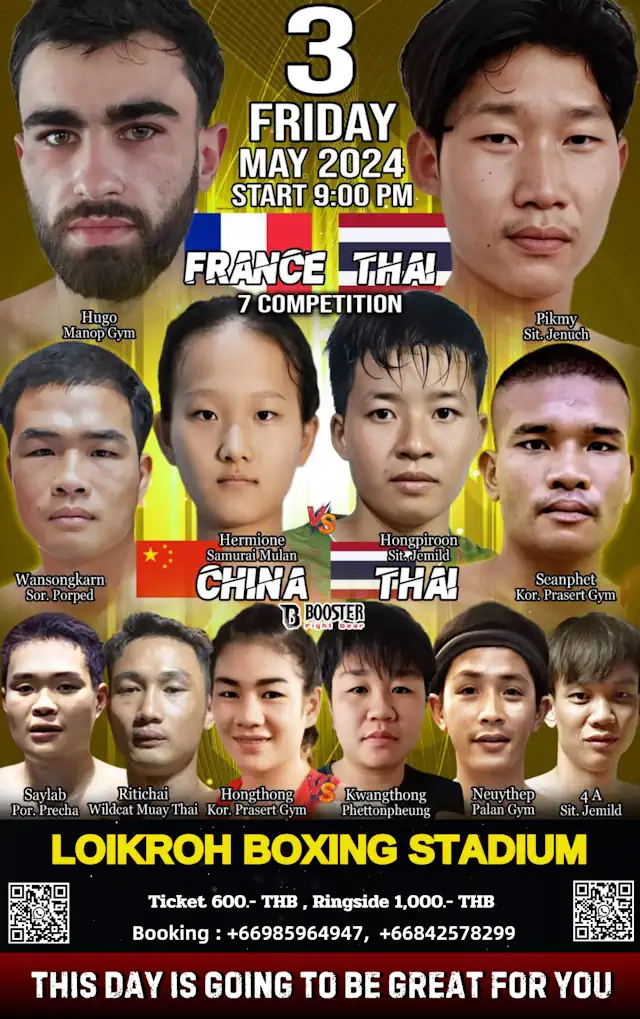 3
FRIDAY
MAY 2024
START 9:00 PM
FRANCE THAI
7 COMPETITION
Hugo
Manop Gym
Pikmy
Sit. Jenuch
Hermione
Samurai Mulan
VS
Hongpiroon
Sit. Jemild
Wansongkarn
Sor. Porped
CHINA THAI
Seanphet
Kor. Prasert Gym
B BOOSTER
Fight Gear
Saylab
Por. Precha
Ritichai
Wildcat Muay Thai
Hongthong
Kor. Prasert Gym
VS
Kwangthong
Phettonpheung
Neuythep
Palan Gym
4 A
Sit. Jemild
LOIKROH BOXING STADIUM
Ticket 600.- THB , Ringside 1,000.- THB
Booking : +66985964947, +66842578299
THIS DAY IS GOING TO BE GREAT FOR YOU